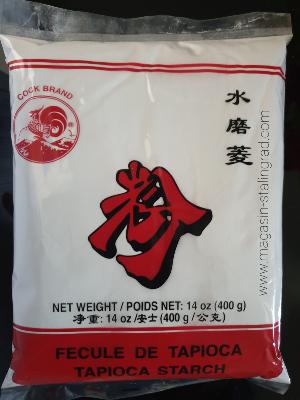 COCK BRAND
水磨菱
粉
NET WEIGHT / POIDS NET: 14 oz (400 g)
净重: 14 oz /安士 (400 g /公克)
FECULE DE TAPIOCA
TAPIOCA STARCH
www.magasin-stalingrad.com